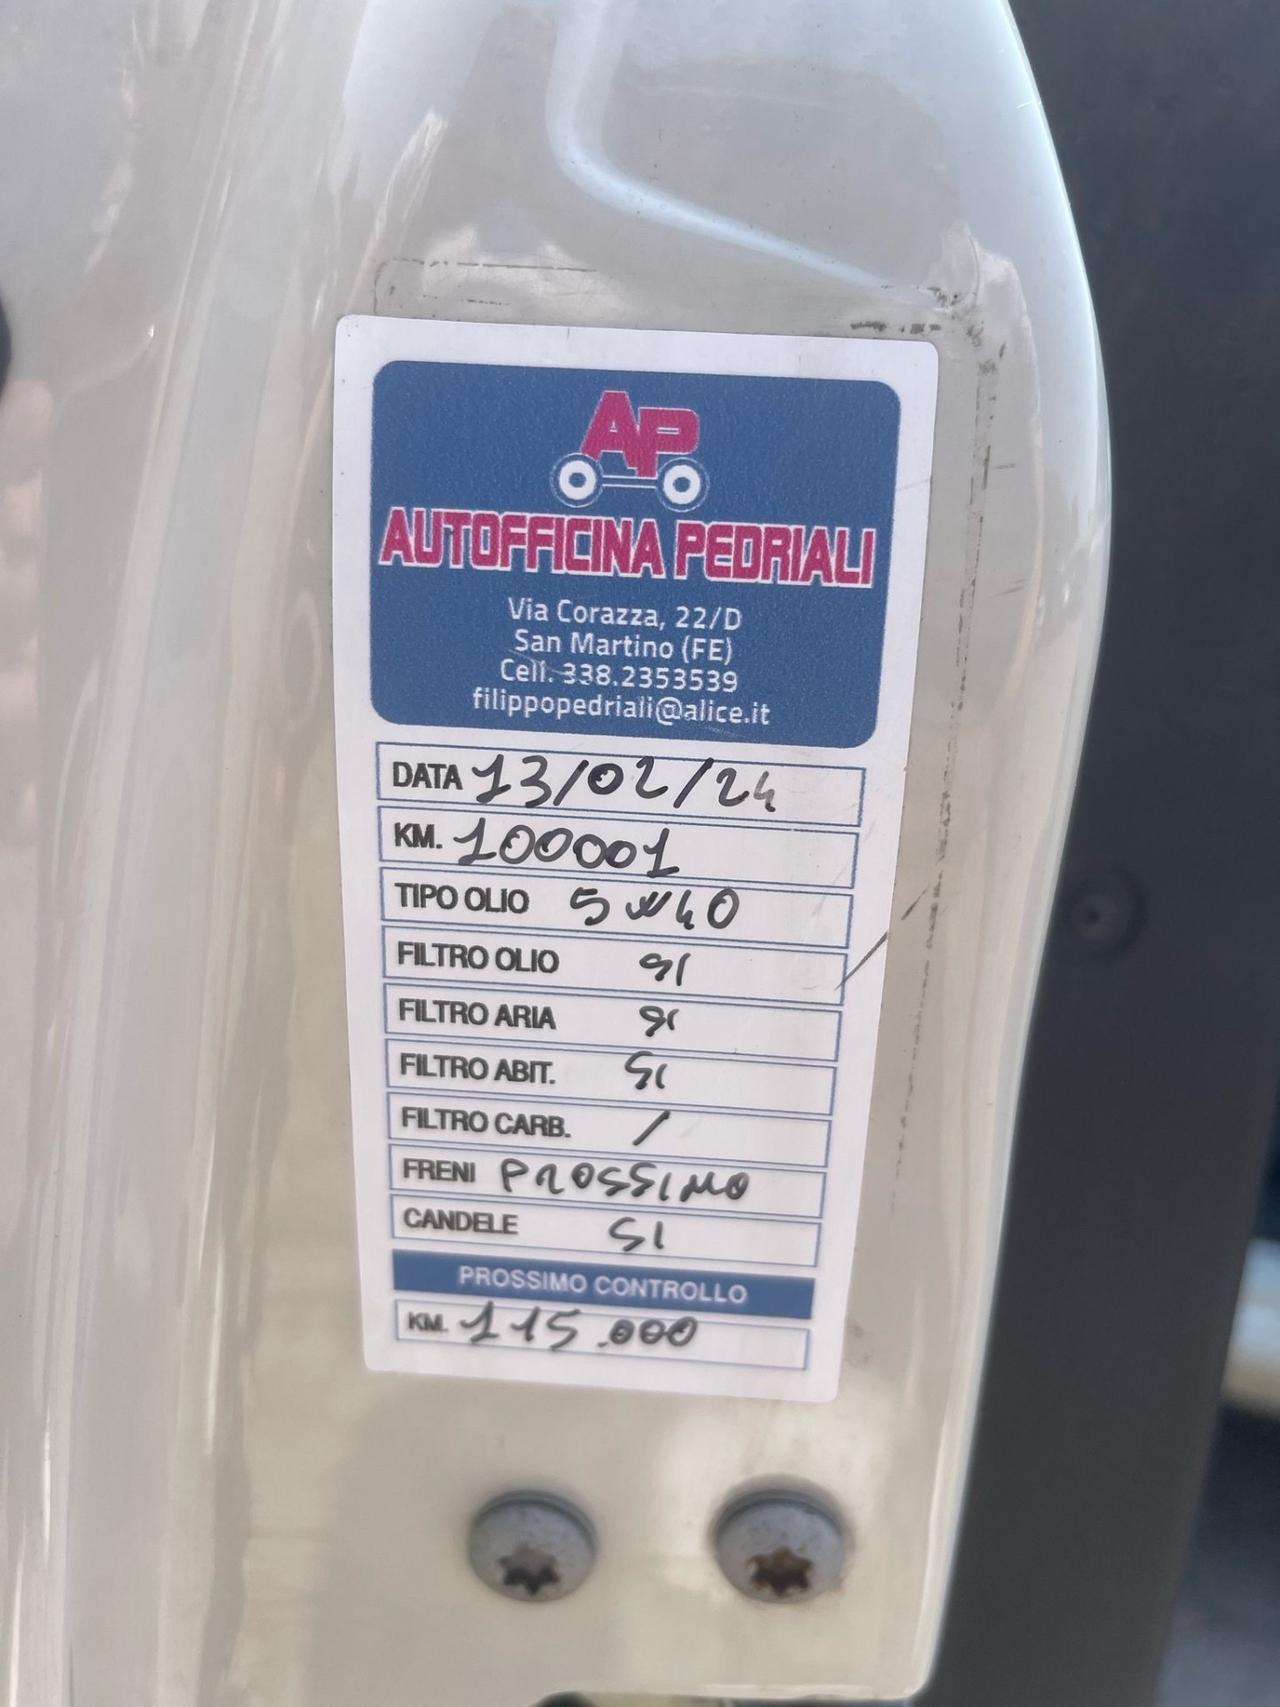 AP
AUTOFFICINA PEDRIALI
Via Corazza, 22/D
San Martino (FE)
Cell. 338.2353539
filippopedriali@alice.it
DATA 13/02/24
KM. 100001
TIPO OLIO 5W40
FILTRO OLIO SI
FILTRO ARIA SI
FILTRO ABIT. SI
FILTRO CARB. /
FRENI PROSSIMO
CANDELE SI
PROSSIMO CONTROLLO
KM. 115.000